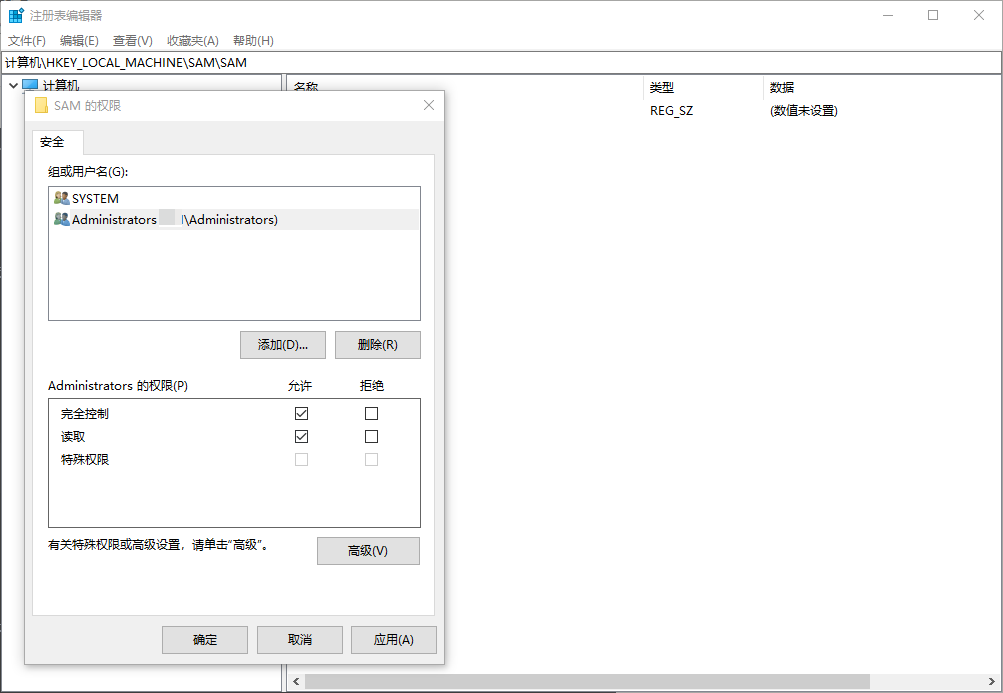 注册表编辑器
文件(F) 编辑(E) 查看(V) 收藏夹(A) 帮助(H)
计算机\HKEY_LOCAL_MACHINE\SAM\SAM
计算机
名称 类型 数据
REG_SZ (数值未设置)
SAM 的权限
安全
组或用户名(G):
SYSTEM
Administrators \Administrators)
添加(D)... 删除(R)
Administrators 的权限(P) 允许 拒绝
完全控制
读取
特殊权限
有关特殊权限或高级设置，请单击“高级”。
高级(V)
确定 取消 应用(A)